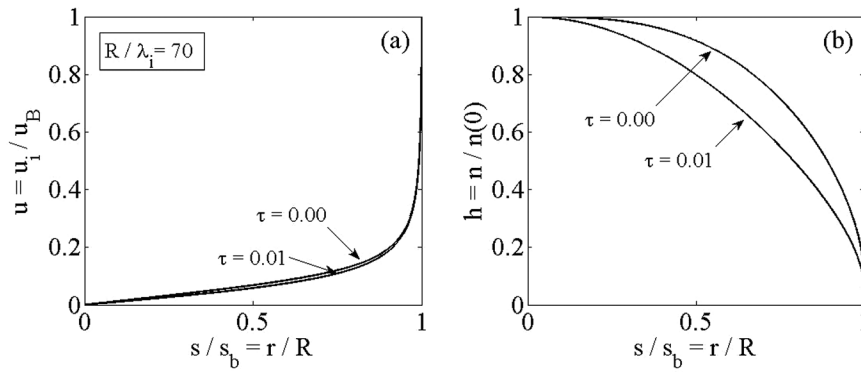 (a)
R / λi = 70
u = ui / uB
1
0.8
0.6
0.4
0.2
0
τ = 0.00
τ = 0.01
0
0.5
1
s / sb = r / R
(b)
h = n / n(0)
1
0.8
0.6
0.4
0.2
0
τ = 0.00
τ = 0.01
0
0.5
1
s / sb = r / R